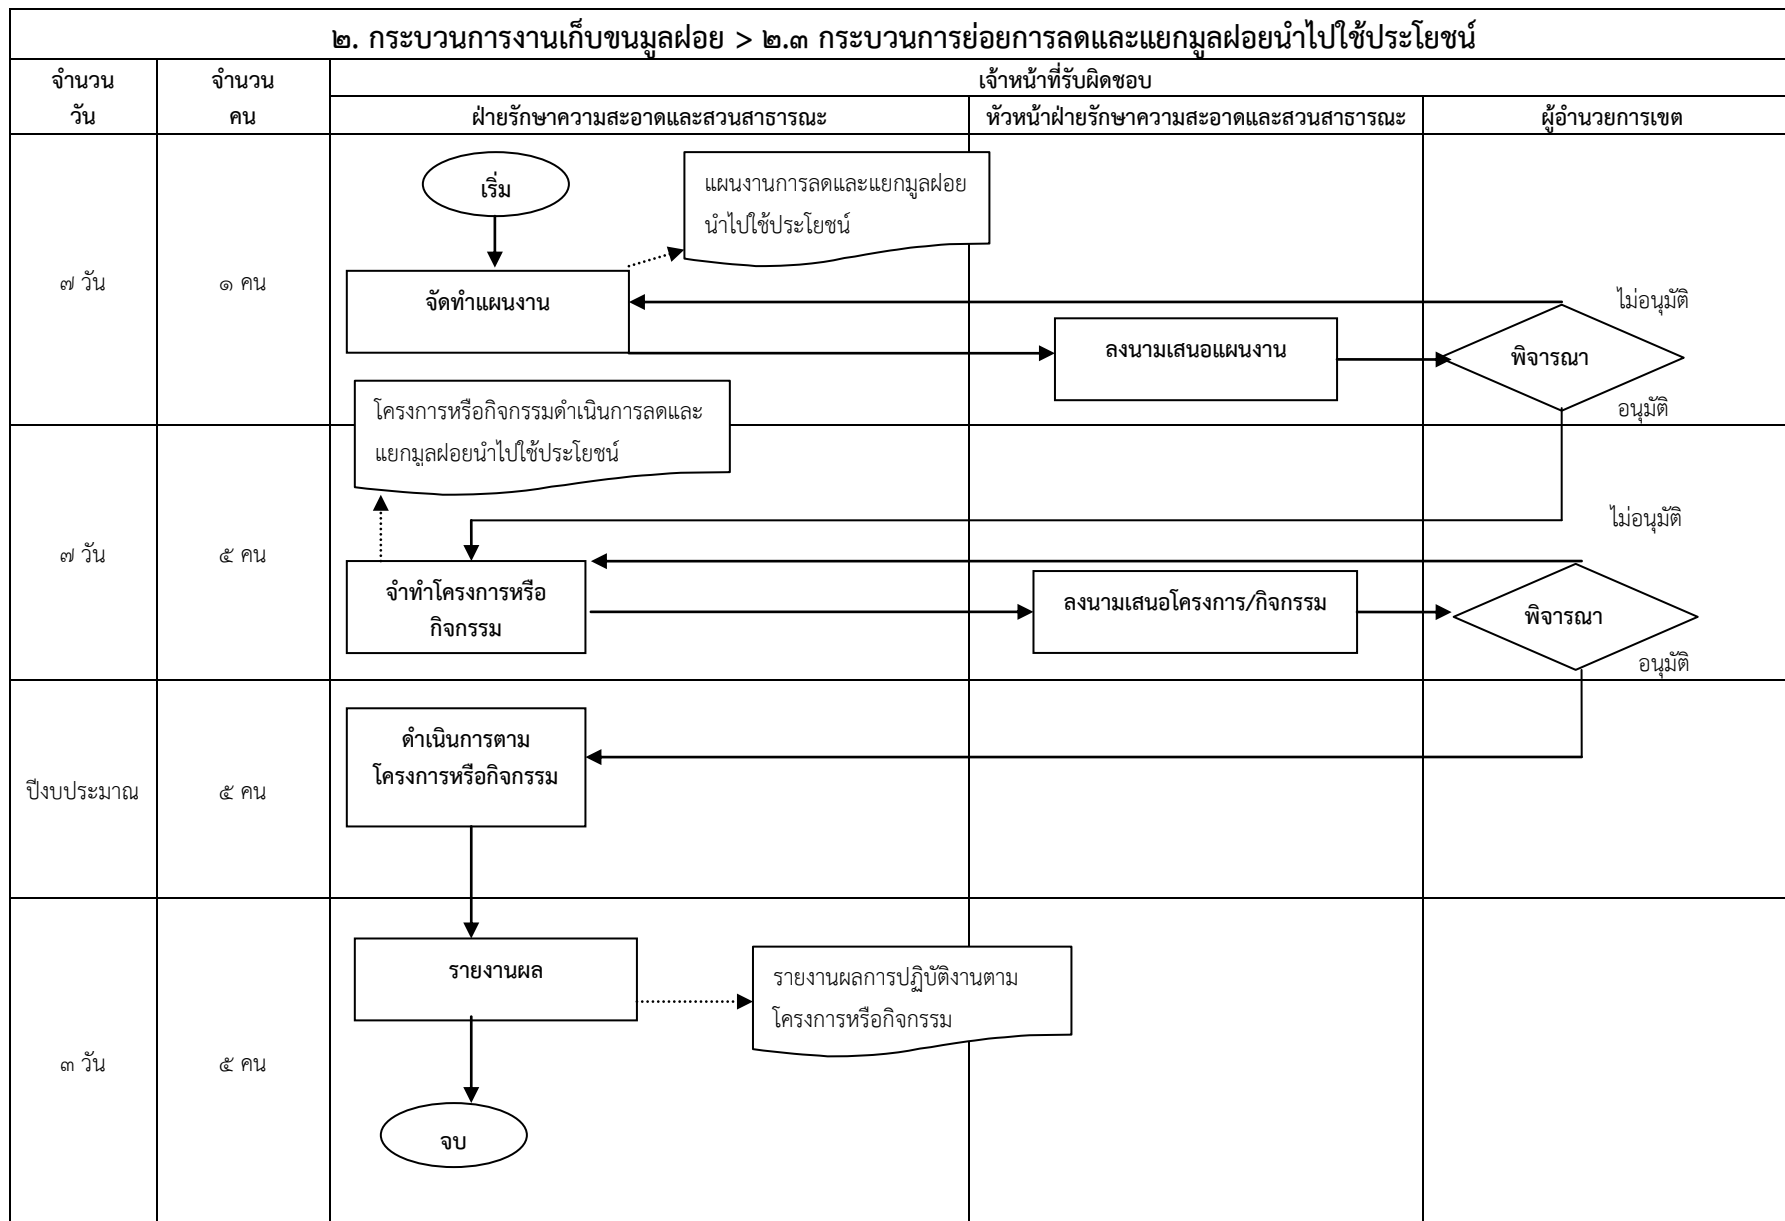 ๒. กระบวนการงานเก็บขนมูลฝอย > ๒.๓ กระบวนการย่อยการลดและแยกมูลฝอยนำไปใช้ประโยชน์
จำนวน
วัน
จำนวน
คน
เจ้าหน้าที่รับผิดชอบ
ฝ่ายรักษาความสะอาดและสวนสาธารณะ
หัวหน้าฝ่ายรักษาความสะอาดและสวนสาธารณะ
ผู้อำนวยการเขต
๗ วัน
๑ คน
เริ่ม
แผนงานการลดและแยกมูลฝอย
นำไปใช้ประโยชน์
จัดทำแผนงาน
ลงนามเสนอแผนงาน
ไม่อนุมัติ
พิจารณา
อนุมัติ
โครงการหรือกิจกรรมดำเนินการลดและ
แยกมูลฝอยนำไปใช้ประโยชน์
๗ วัน
๕ คน
จำทำโครงการหรือ
กิจกรรม
ลงนามเสนอโครงการ/กิจกรรม
ไม่อนุมัติ
พิจารณา
อนุมัติ
ปีงบประมาณ
๕ คน
ดำเนินการตาม
โครงการหรือกิจกรรม
๓ วัน
๕ คน
รายงานผล
รายงานผลการปฏิบัติงานตาม
โครงการหรือกิจกรรม
จบ